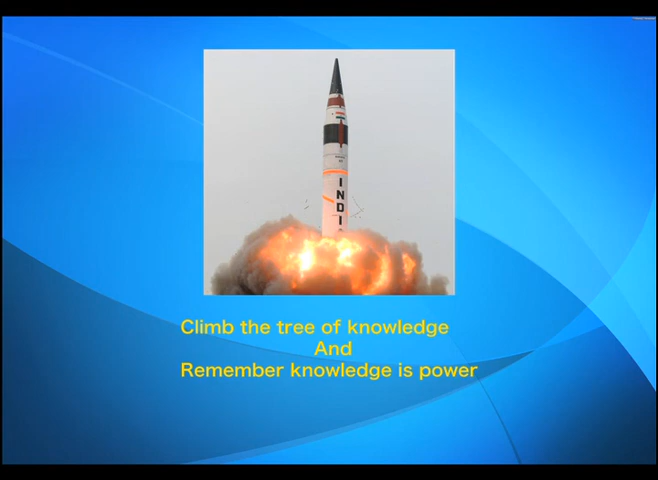 INDI
Climb the tree of knowledge
And
Remember knowledge is power